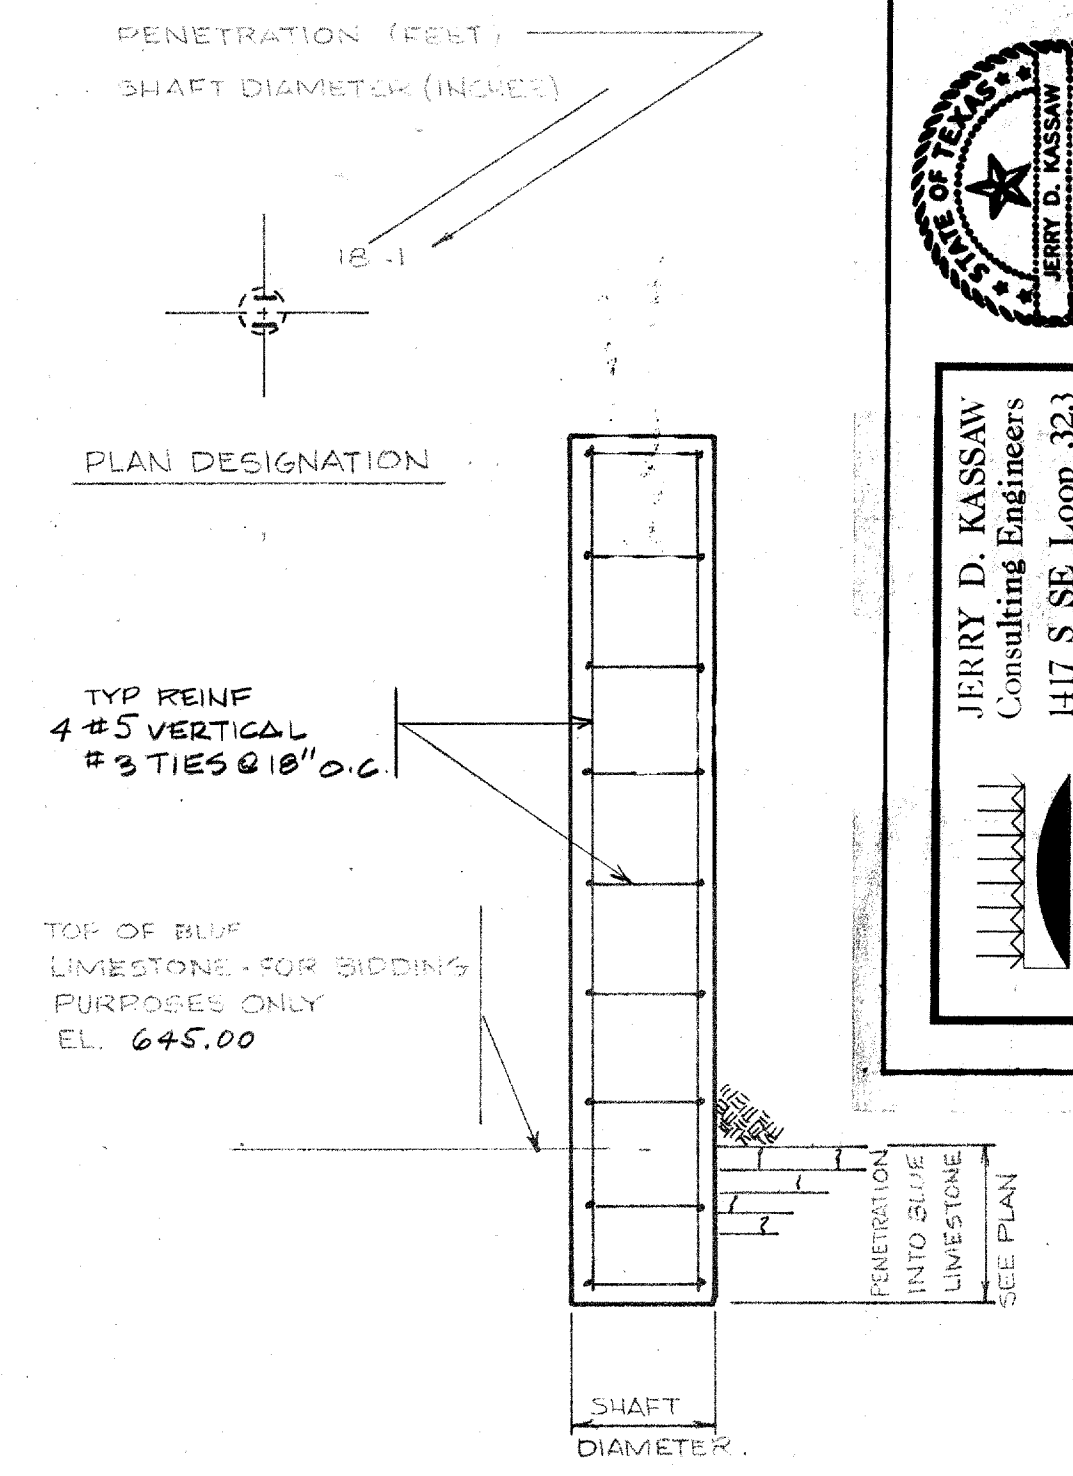 PENETRATION (FEET)
SHAFT DIAMETER (INCHES)
18-1
PLAN DESIGNATION
TYP REINF
4 #5 VERTICAL
#3 TIES @ 18" O.C.
TOP OF BLUE
LIMESTONE - FOR BIDDING
PURPOSES ONLY
EL. 645.00
PENETRATION
INTO BLUE
LIMESTONE
SEE PLAN
SHAFT
DIAMETER.
STATE OF TEXAS
JERRY D. KASSAW
JERRY D. KASSAW
Consulting Engineers
1417 S SE Loop 323